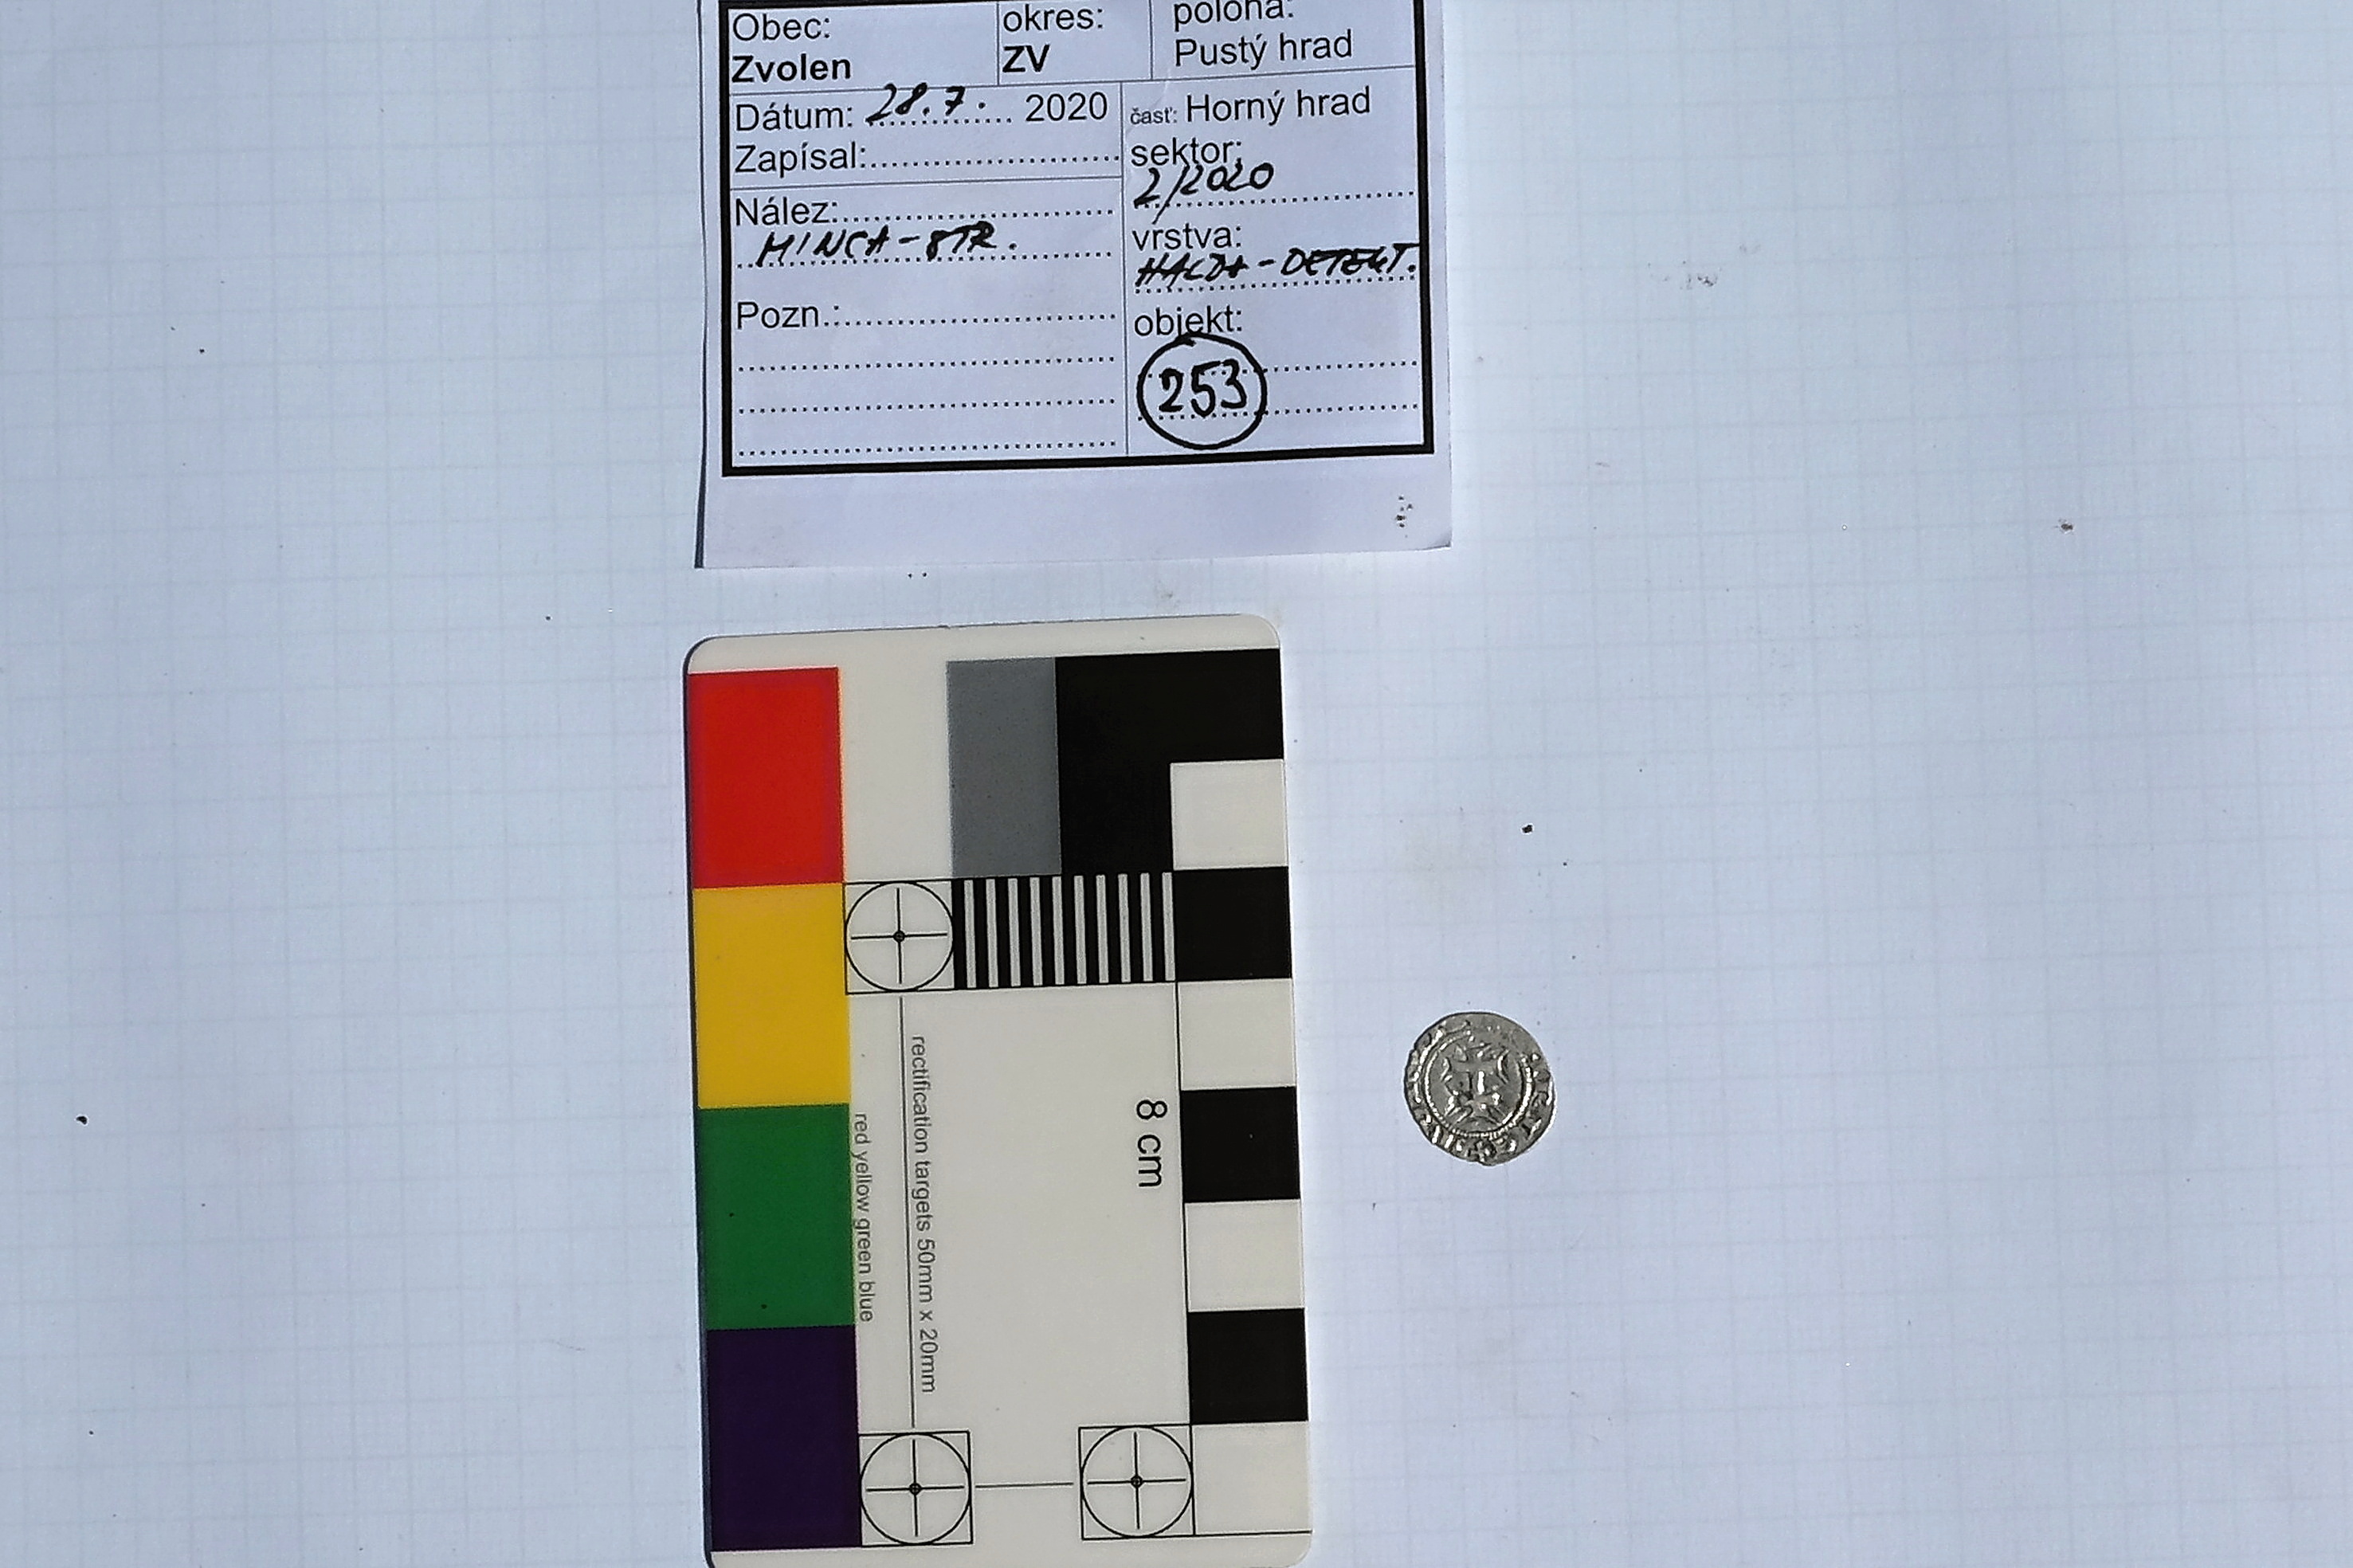 Obec: okres: poloha:
Zvolen ZV Pustý hrad
Dátum: 28.7. 2020
Zapísal:
Nález:
MINCA-STR.
Pozn.:
časť: Horný hrad
sektor:
2/2020
vrstva:
HALDA-DETEKT.
objekt:
253
8 cm
rectification targets 50mm x 20mm
red yellow green blue